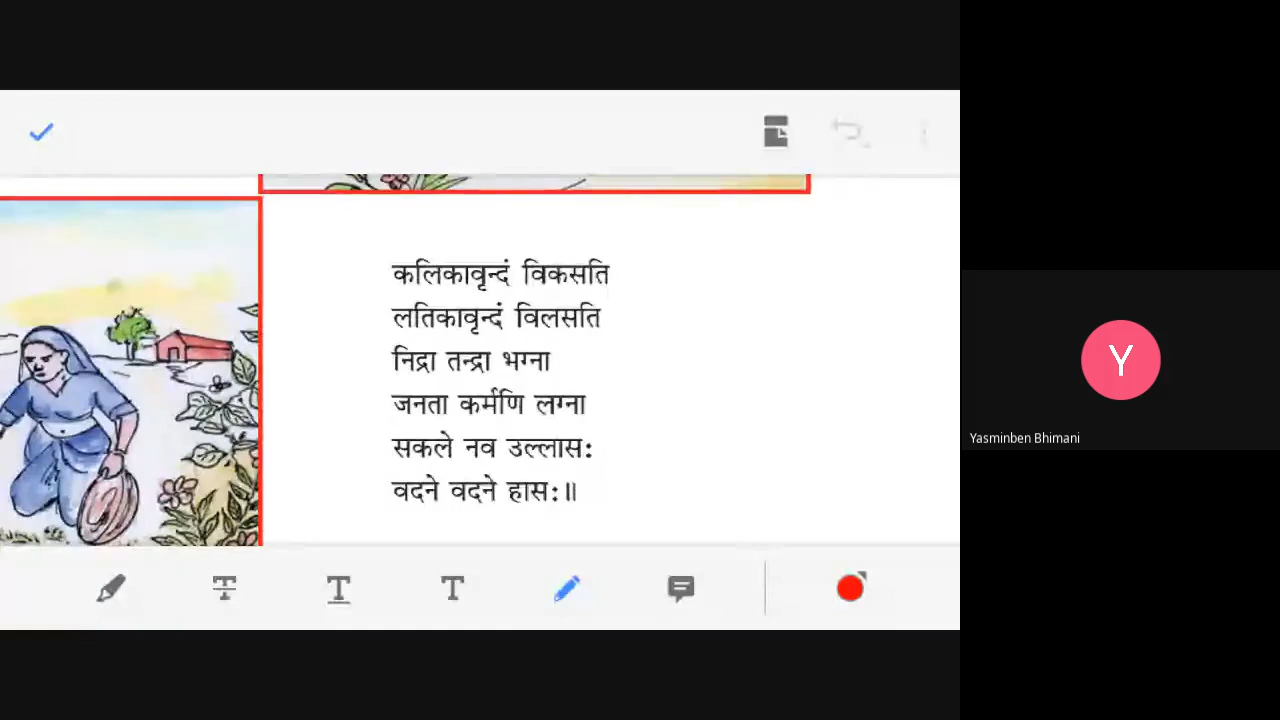 कलिकावृन्दं विकसति
लतिकावृन्दं विलसति
निद्रा तन्द्रा भग्ना
जनता कर्मणि लग्ना
सकले नव उल्लासः
वदने वदने हासः॥
Y
Yasminben Bhimani
T
T
T